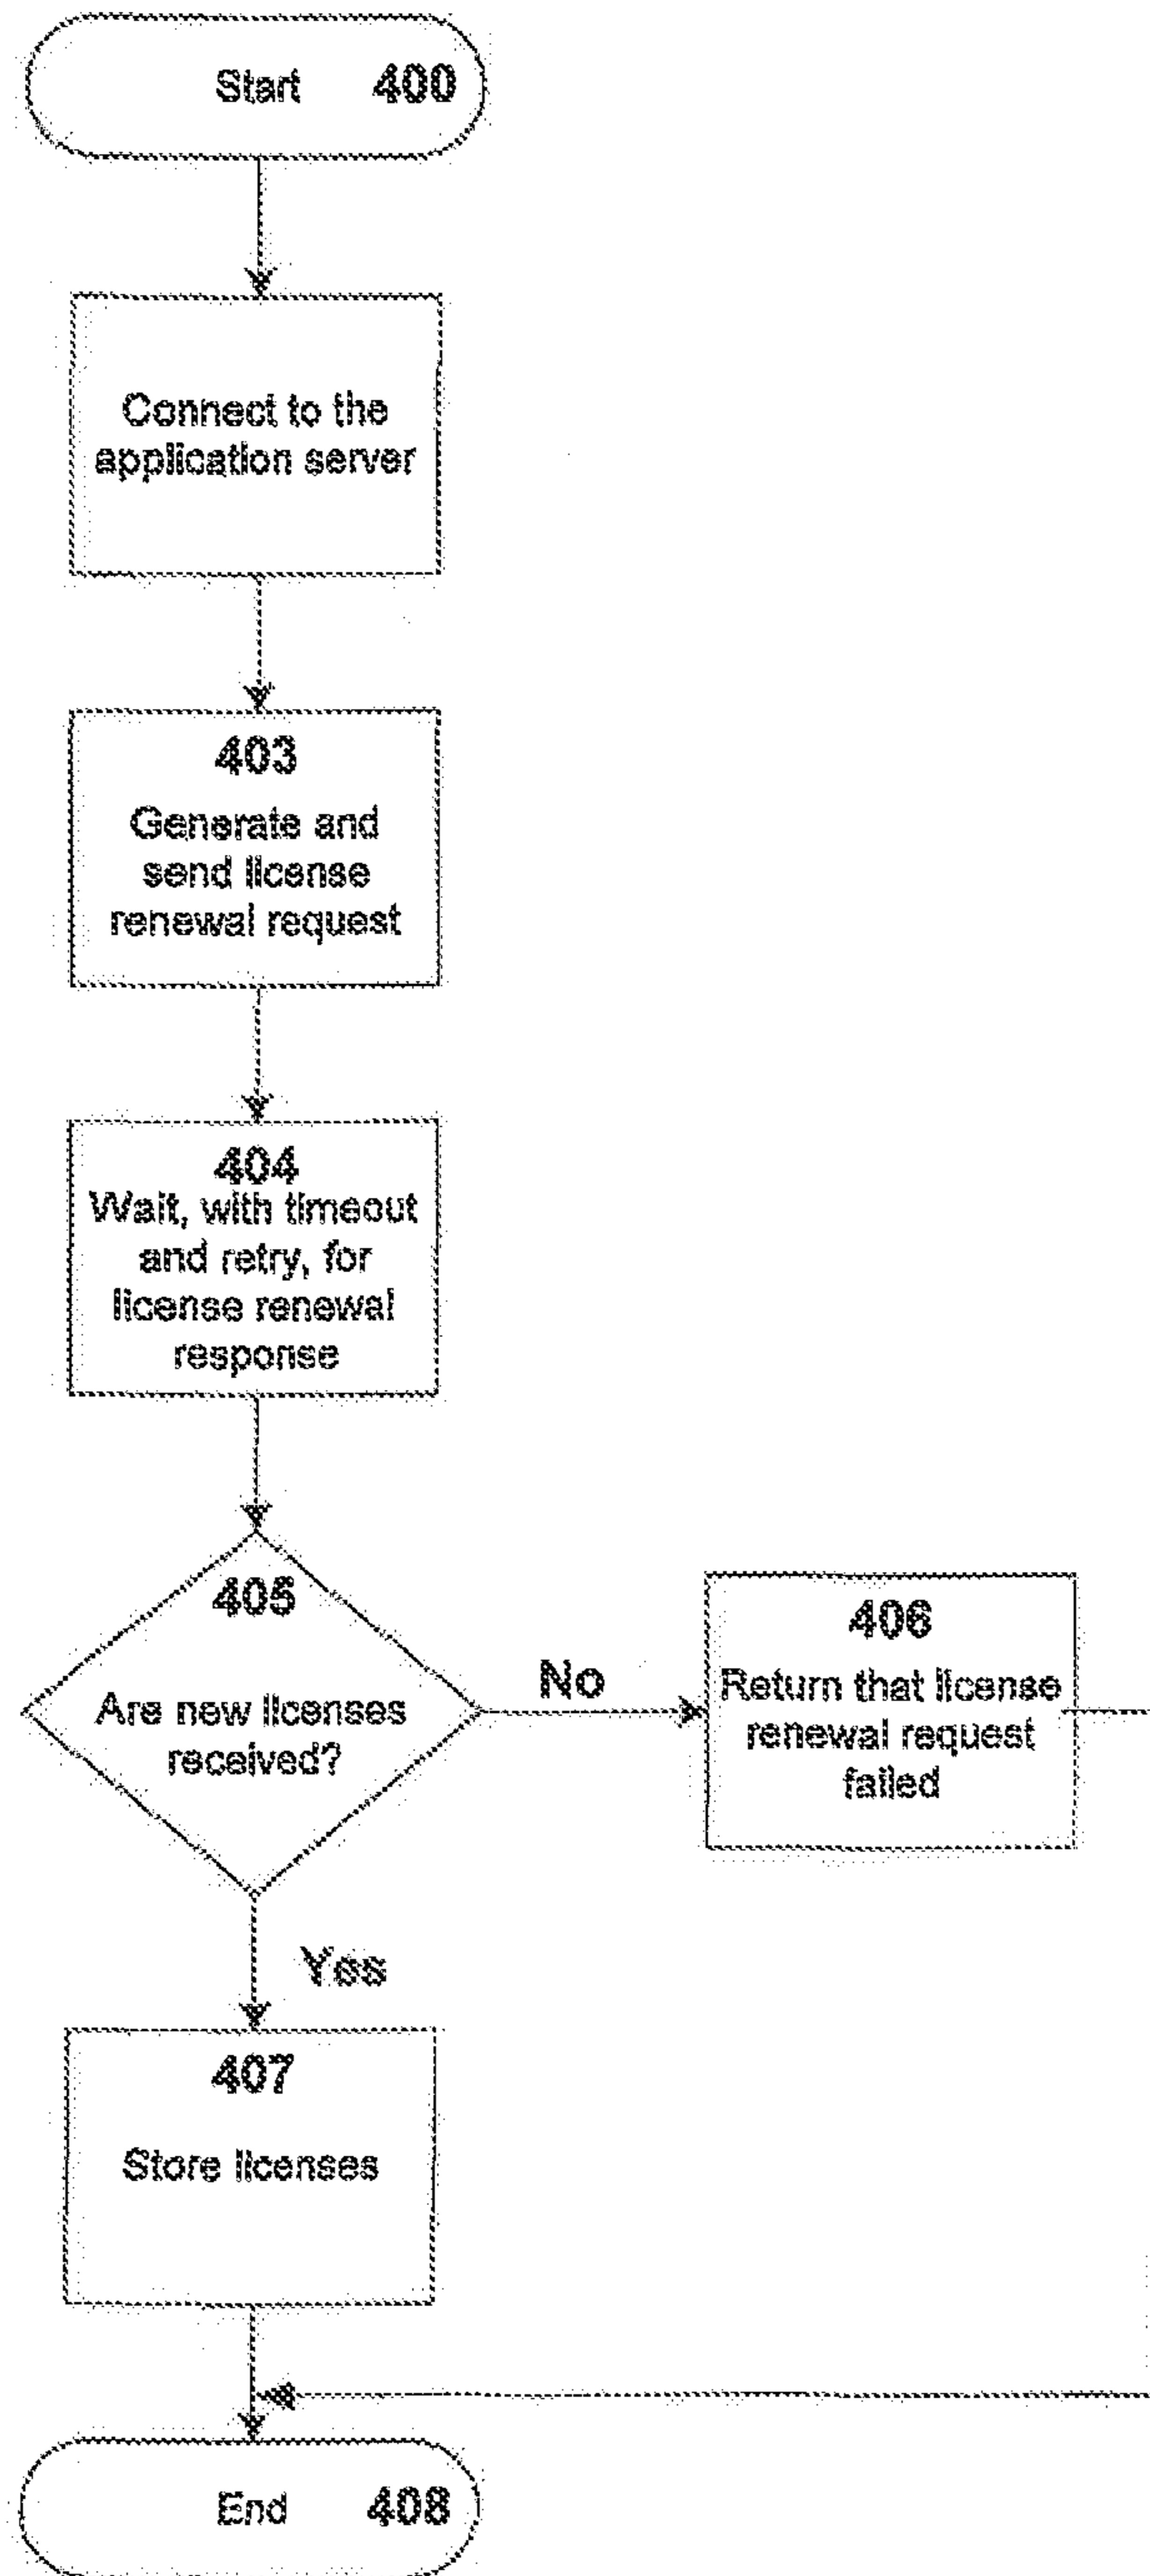 Start 400
Connect to the
application server
403
Generate and
send license
renewal request
404
Wait, with timeout
and retry, for
license renewal
response
405
Are new licenses
received?
No
406
Return that license
renewal request
failed
Yes
407
Store licenses
End 408